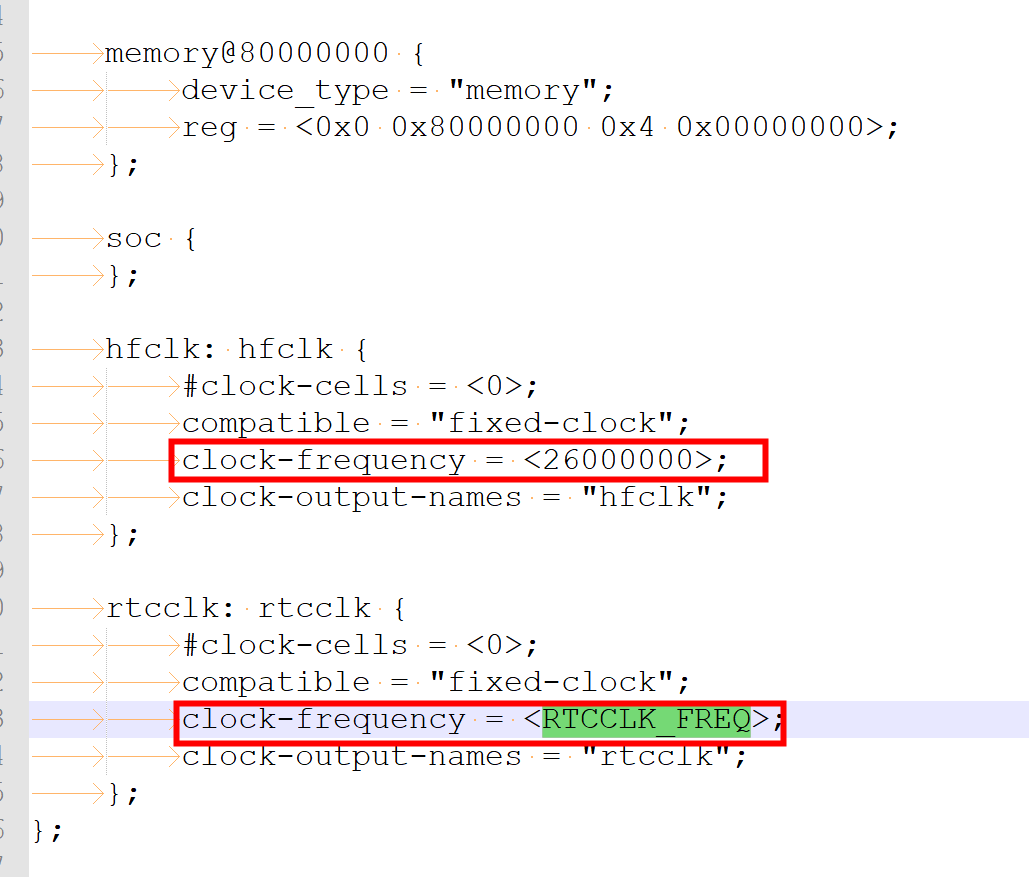 memory@80000000 {
device_type = "memory";
reg = <0x0 0x80000000 0x4 0x00000000>;
};
soc {
};
hfclk: hfclk {
#clock-cells = <0>;
compatible = "fixed-clock";
clock-frequency = <26000000>;
clock-output-names = "hfclk";
};
rtcclk: rtcclk {
#clock-cells = <0>;
compatible = "fixed-clock";
clock-frequency = <RTCCLK_FREQ>;
clock-output-names = "rtcclk";
};
};